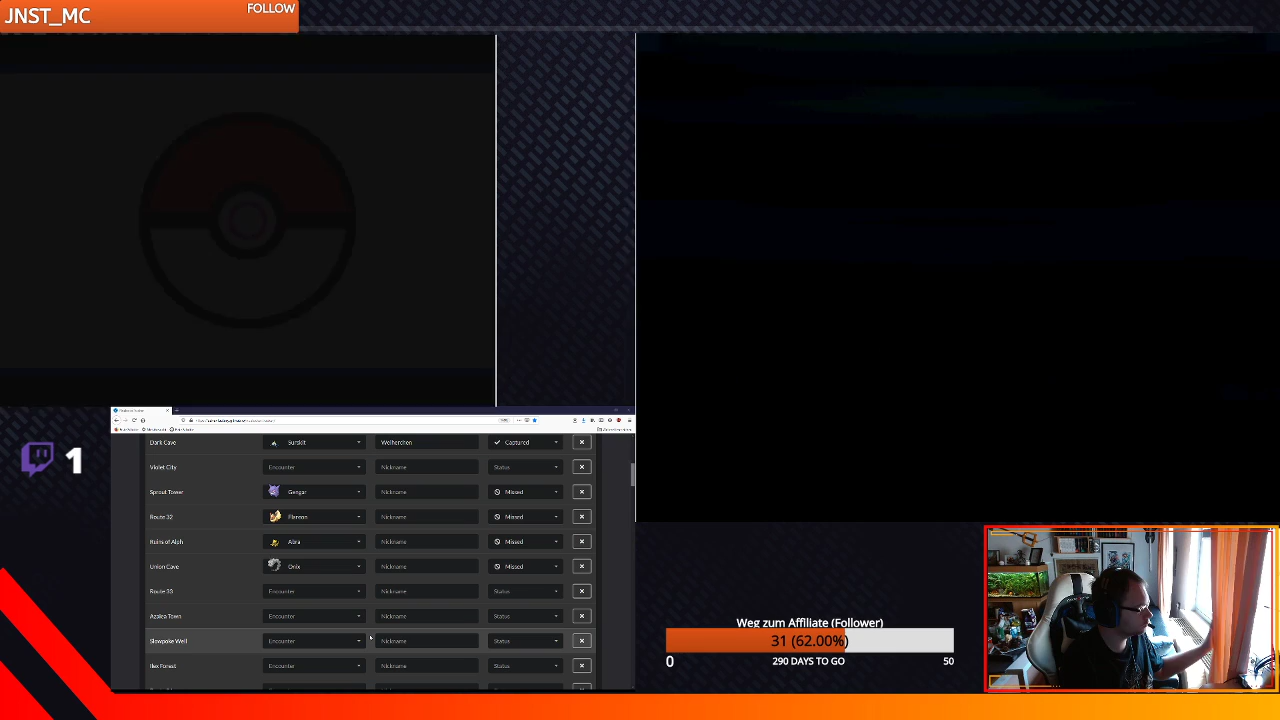 JNST_MC
FOLLOW
1
Dark Cave Surskit Welherchen Captured
Violet City Encounter Nickname Status
Sprout Tower Gengar Nickname Missed
Route 32 Flareon Nickname Missed
Ruins of Alph Abra Nickname Missed
Union Cave Onix Nickname Missed
Route 33 Encounter Nickname Status
Azalea Town Encounter Nickname Status
Slowpoke Well Encounter Nickname Status
Ilex Forest Encounter Nickname Status
Weg zum Affiliate (Follower)
31 (62.00%)
0 290 DAYS TO GO 50